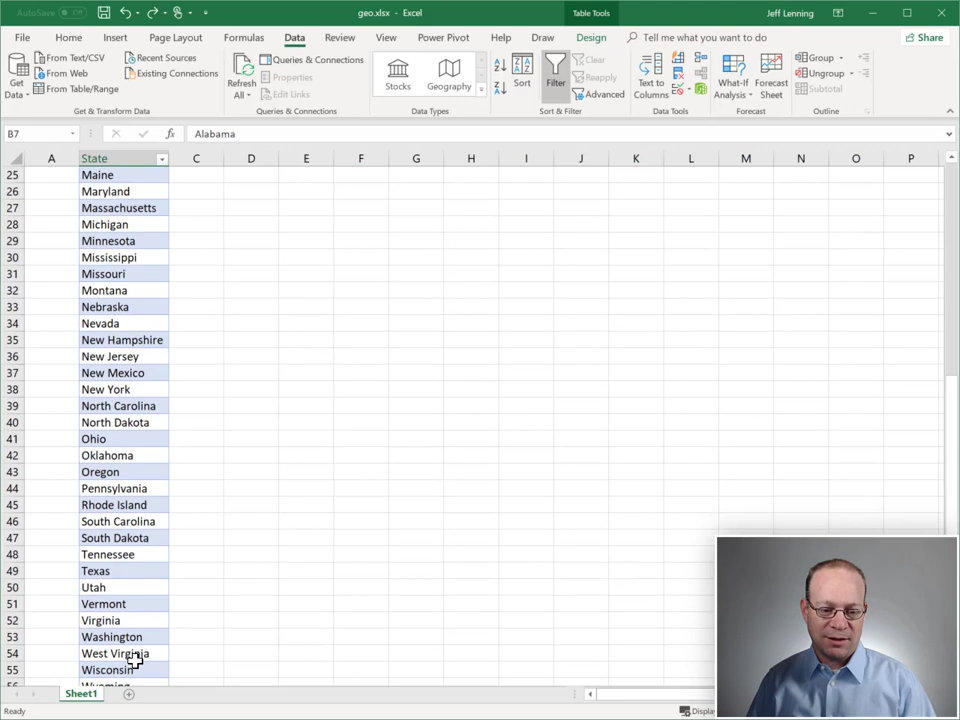 AutoSave Off
geo.xlsx - Excel
Table Tools
Jeff Lenning
File Home Insert Page Layout Formulas Data Review View Power Pivot Help Draw Design Tell me what you want to do Share
Get Data
From Text/CSV
From Web
From Table/Range
Recent Sources
Existing Connections
Get & Transform Data
Refresh All
Queries & Connections
Properties
Edit Links
Queries & Connections
Stocks
Geography
Data Types
Sort
Filter
Clear
Reapply
Advanced
Sort & Filter
Text to Columns
Data Tools
What-If Analysis
Forecast Sheet
Forecast
Group
Ungroup
Subtotal
Outline
B7 fx Alabama
A State C D E F G H I J K L M N O P
25 Maine
26 Maryland
27 Massachusetts
28 Michigan
29 Minnesota
30 Mississippi
31 Missouri
32 Montana
33 Nebraska
34 Nevada
35 New Hampshire
36 New Jersey
37 New Mexico
38 New York
39 North Carolina
40 North Dakota
41 Ohio
42 Oklahoma
43 Oregon
44 Pennsylvania
45 Rhode Island
46 South Carolina
47 South Dakota
48 Tennessee
49 Texas
50 Utah
51 Vermont
52 Virginia
53 Washington
54 West Virginia
55 Wisconsin
56 Wyoming
Sheet1
Ready